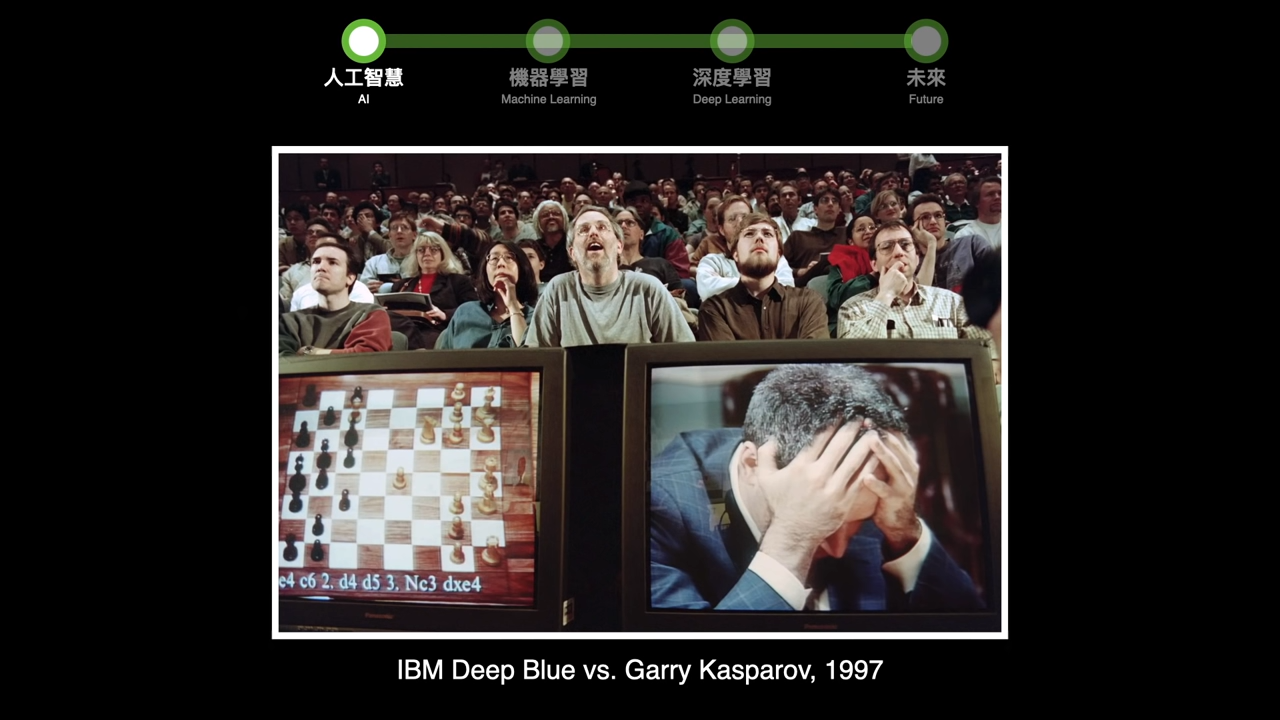 人工智慧
AI
機器學習
Machine Learning
深度學習
Deep Learning
未來
Future
e4 c6 2. d4 d5 3. Nc3 dxe4
Panasonic
IBM Deep Blue vs. Garry Kasparov, 1997